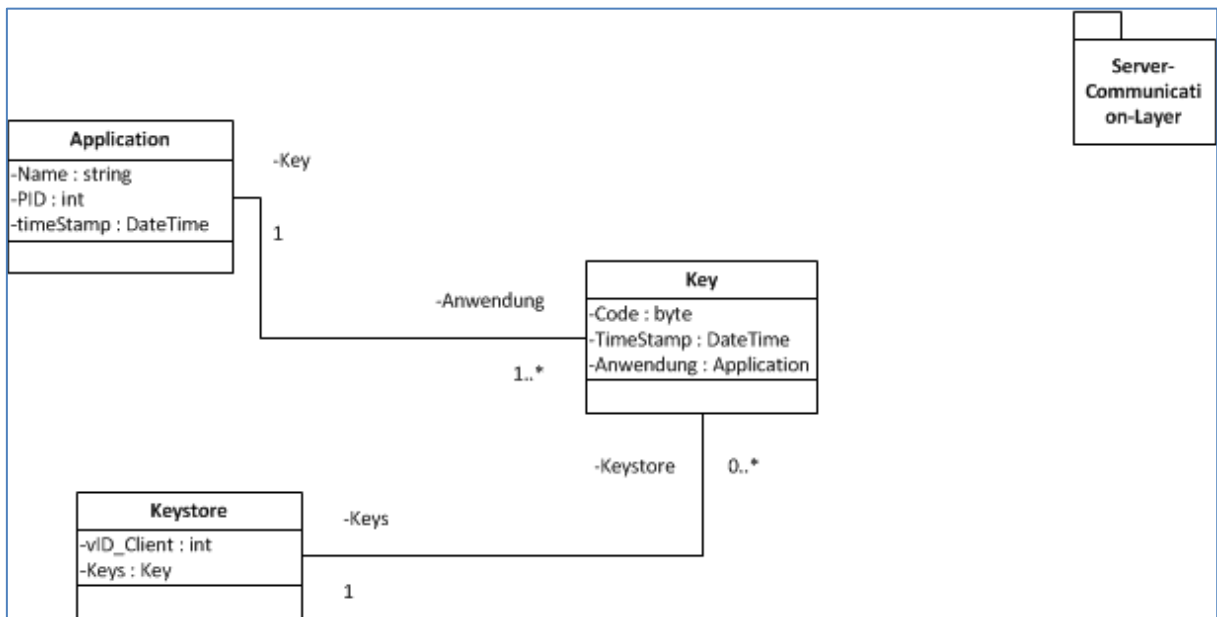 Server-
Communicati
on-Layer
Application
-Name : string
-PID : int
-timeStamp : DateTime
-Key
1
-Anwendung
1..*
Key
-Code : byte
-TimeStamp : DateTime
-Anwendung : Application
-Keystore
0..*
Keystore
-vID_Client : int
-Keys : Key
-Keys
1